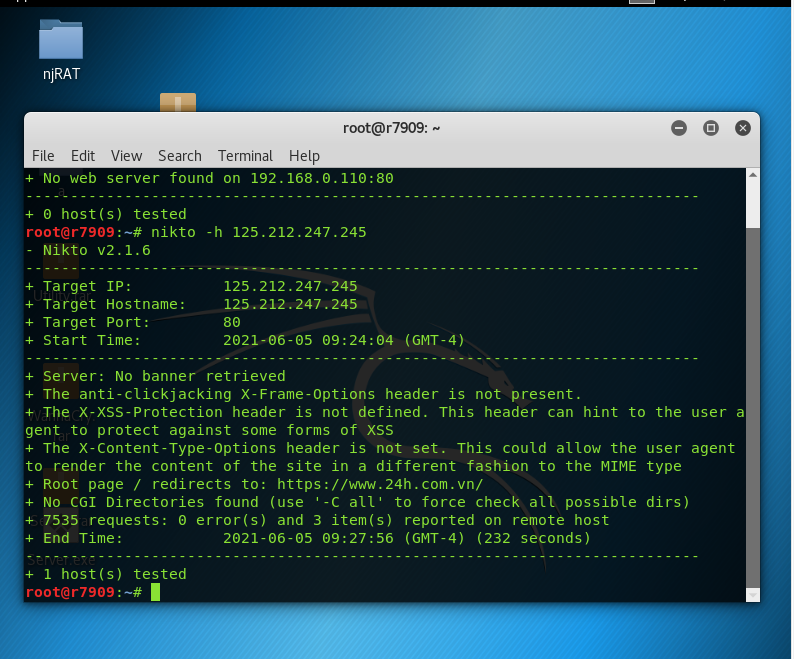 njRAT
root@r7909: ~
File Edit View Search Terminal Help
+ No web server found on 192.168.0.110:80
---------------------------------------------------------------------------
+ 0 host(s) tested
root@r7909:~# nikto -h 125.212.247.245
- Nikto v2.1.6
---------------------------------------------------------------------------
+ Target IP:          125.212.247.245
+ Target Hostname:    125.212.247.245
+ Target Port:        80
+ Start Time:         2021-06-05 09:24:04 (GMT-4)
---------------------------------------------------------------------------
+ Server: No banner retrieved
+ The anti-clickjacking X-Frame-Options header is not present.
+ The X-XSS-Protection header is not defined. This header can hint to the user a
gent to protect against some forms of XSS
+ The X-Content-Type-Options header is not set. This could allow the user agent
to render the content of the site in a different fashion to the MIME type
+ Root page / redirects to: https://www.24h.com.vn/
+ No CGI Directories found (use '-C all' to force check all possible dirs)
+ 7535 requests: 0 error(s) and 3 item(s) reported on remote host
+ End Time:           2021-06-05 09:27:56 (GMT-4) (232 seconds)
---------------------------------------------------------------------------
+ 1 host(s) tested
root@r7909:~#
Server.exe